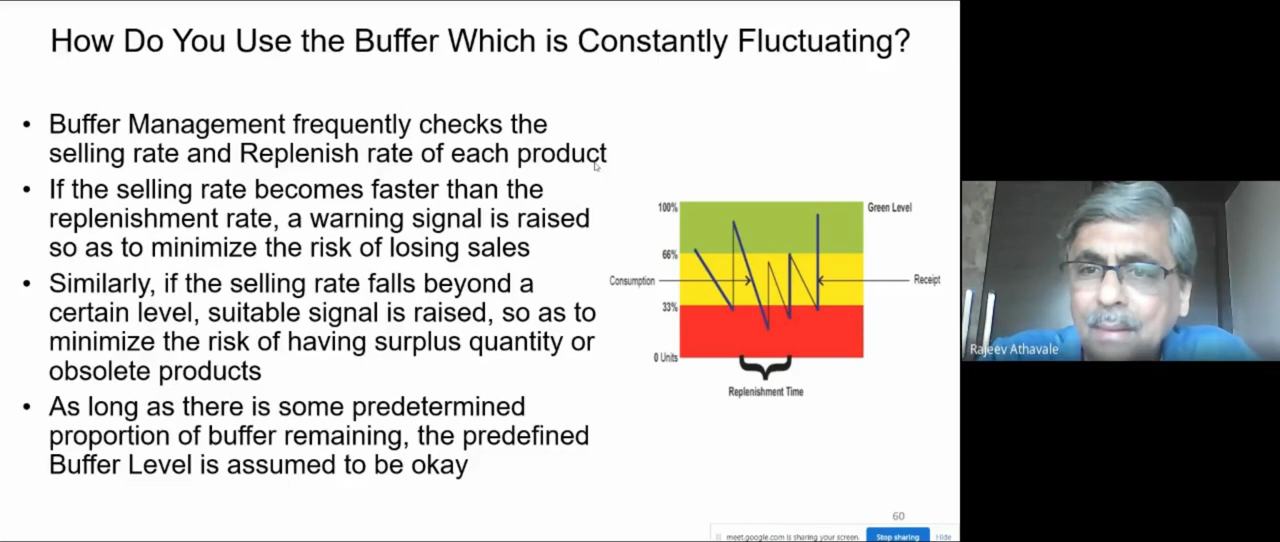 How Do You Use the Buffer Which is Constantly Fluctuating?
• Buffer Management frequently checks the
selling rate and Replenish rate of each product
• If the selling rate becomes faster than the
replenishment rate, a warning signal is raised
so as to minimize the risk of losing sales
• Similarly, if the selling rate falls beyond a
certain level, suitable signal is raised, so as to
minimize the risk of having surplus quantity or
obsolete products
• As long as there is some predetermined
proportion of buffer remaining, the predefined
Buffer Level is assumed to be okay
100%
Green Level
66%
Consumption
Receipt
33%
0 Units
Replenishment Time
Rajeev Athavale
60
meet.google.com is sharing your screen.
Stop sharing
Hide